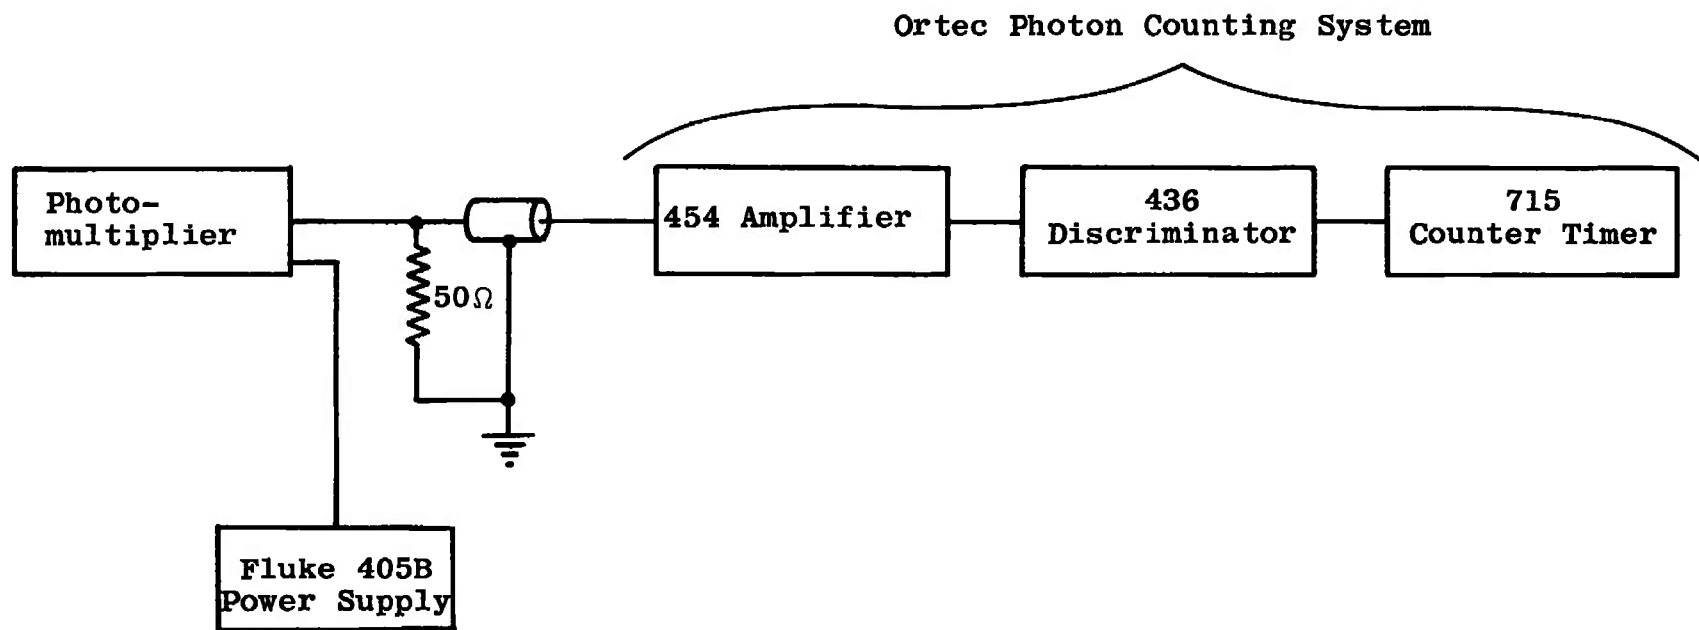 Ortec Photon Counting System
Photo-
multiplier
454 Amplifier
436
Discriminator
715
Counter Timer
50Ω
Fluke 405B
Power Supply